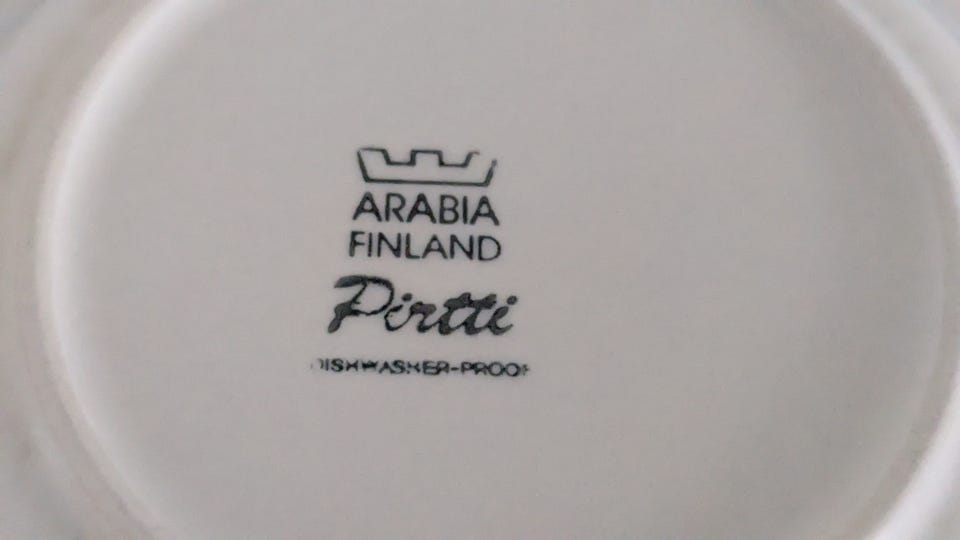 ARABIA
FINLAND
Pirtti
DISHWASHER-PROOF